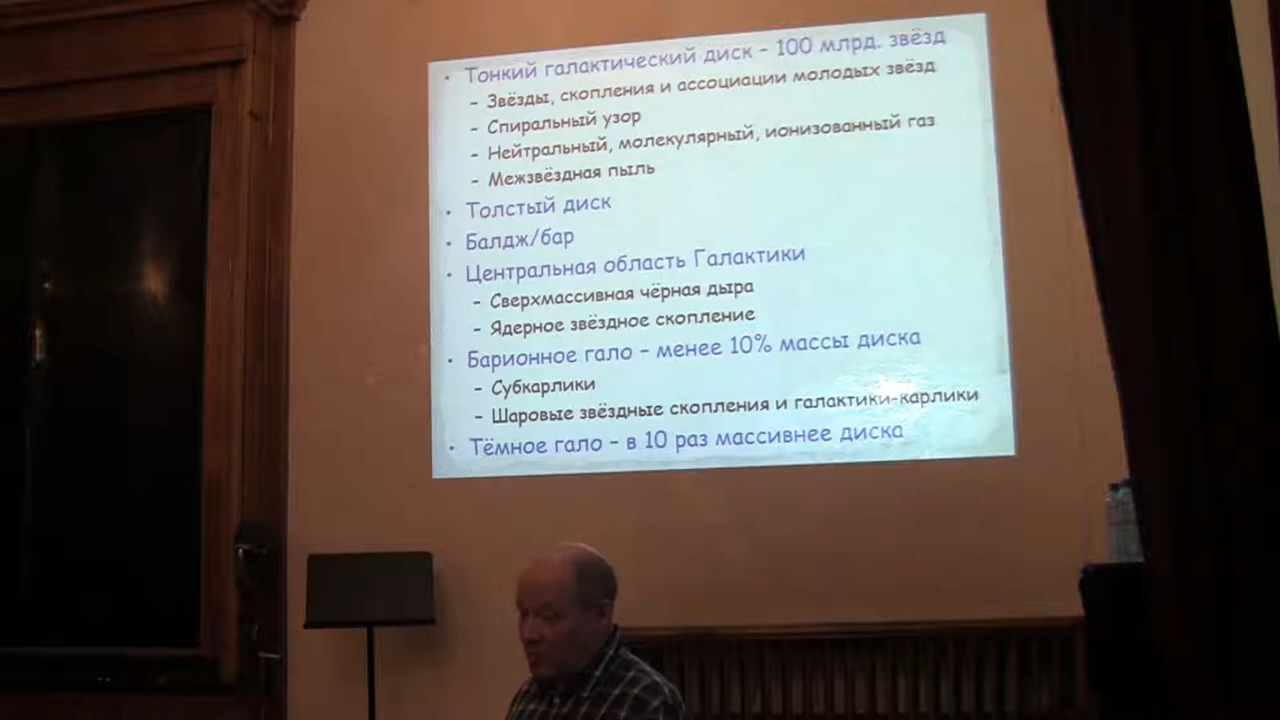 • Тонкий галактический диск – 100 млрд. звёзд
– Звёзды, скопления и ассоциации молодых звёзд
– Спиральный узор
– Нейтральный, молекулярный, ионизованный газ
– Межзвёздная пыль
• Толстый диск
• Балдж/бар
• Центральная область Галактики
– Сверхмассивная чёрная дыра
– Ядерное звёздное скопление
• Барионное гало – менее 10% массы диска
– Субкарлики
– Шаровые звёздные скопления и галактики-карлики
• Тёмное гало – в 10 раз массивнее диска